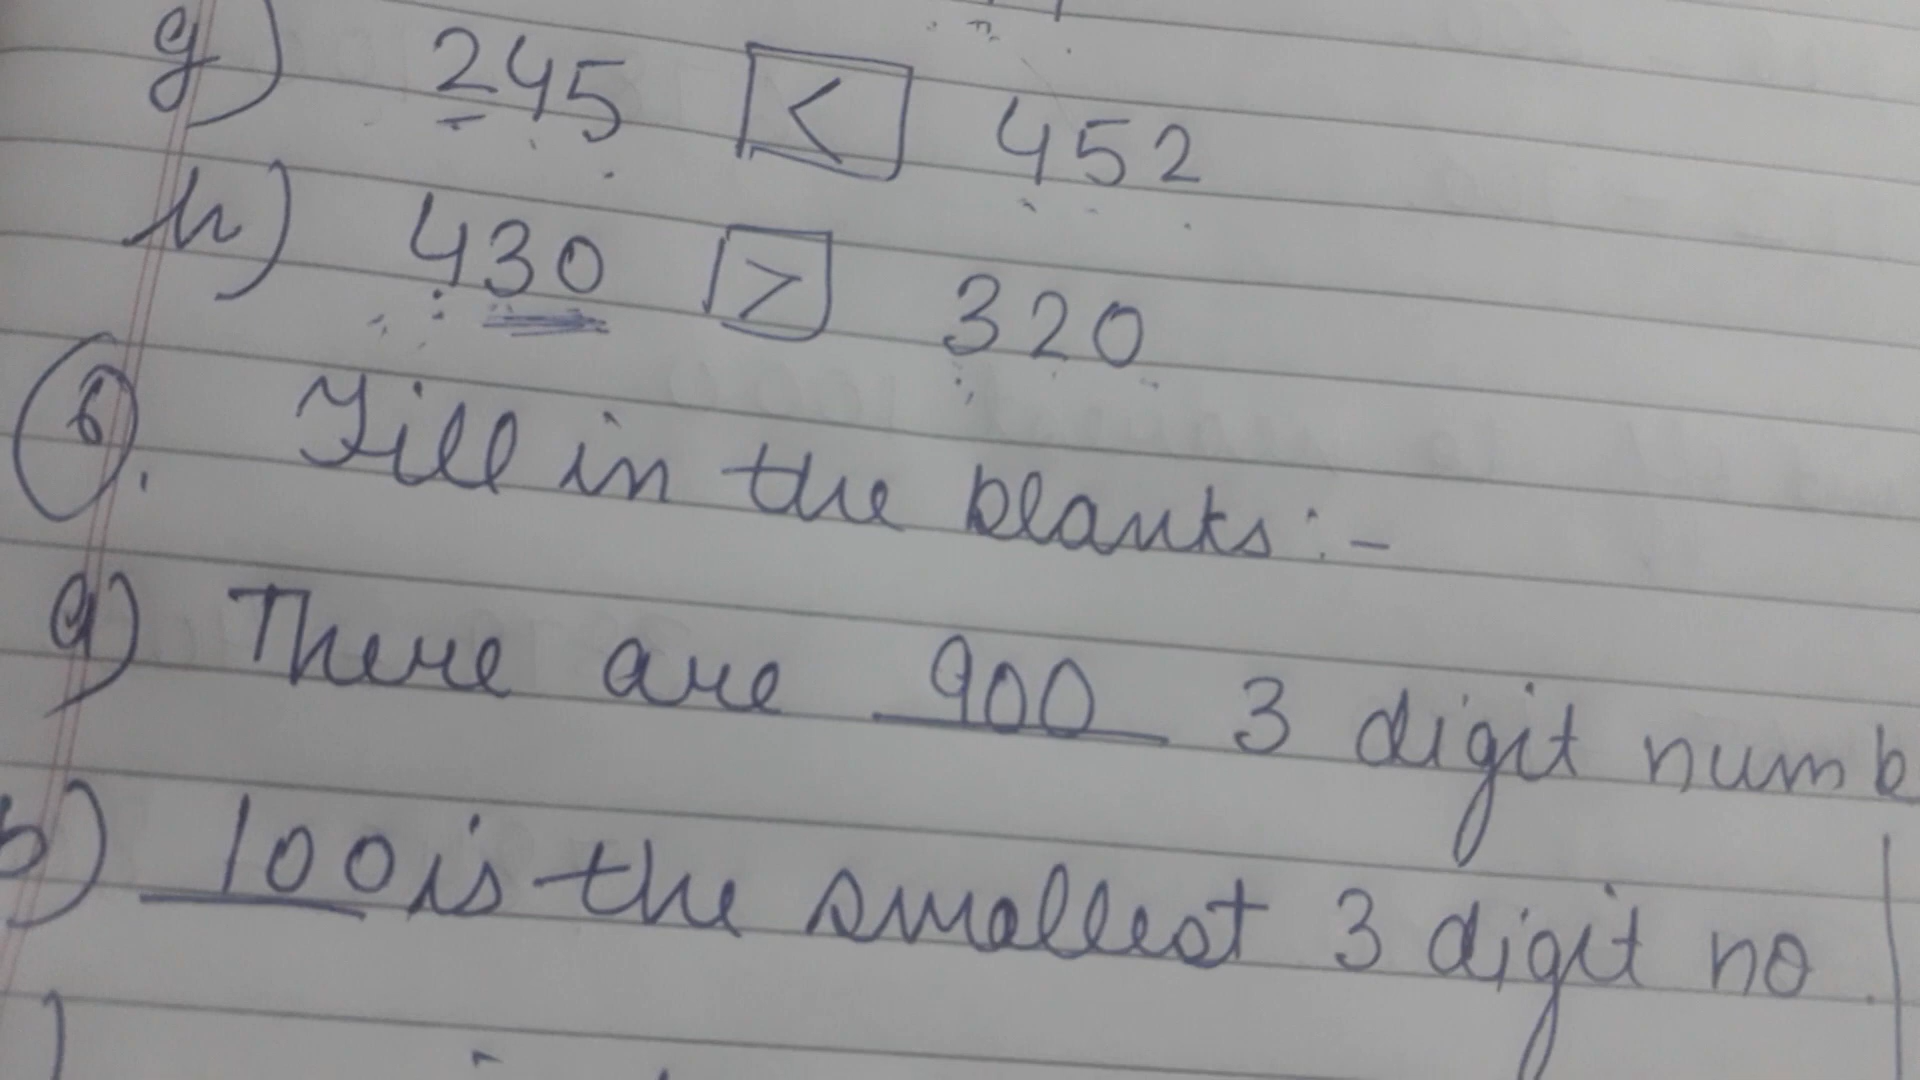 g) 245 < 452
h) 430 > 320
6. Fill in the blanks:-
a) There are 900 3 digit numb
b) 100 is the smallest 3 digit no.